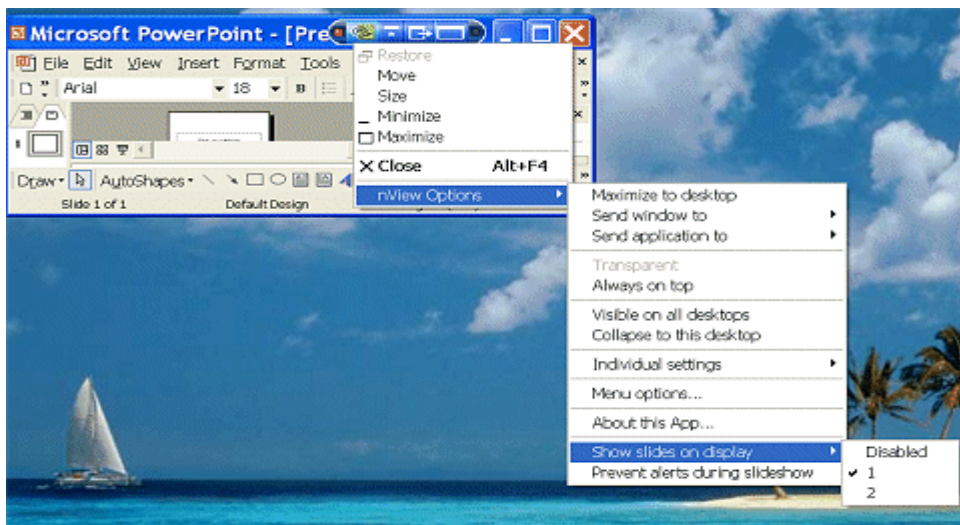 Microsoft PowerPoint - [Pre
File Edit View Insert Format Tools
Arial 18 B
Draw AutoShapes
Slide 1 of 1 Default Design
Restore
Move
Size
Minimize
Maximize
Close Alt+F4
nView Options
Maximize to desktop
Send window to
Send application to
Transparent
Always on top
Visible on all desktops
Collapse to this desktop
Individual settings
Menu options...
About this App...
Show slides on display
Prevent alerts during slideshow
Disabled
1
2